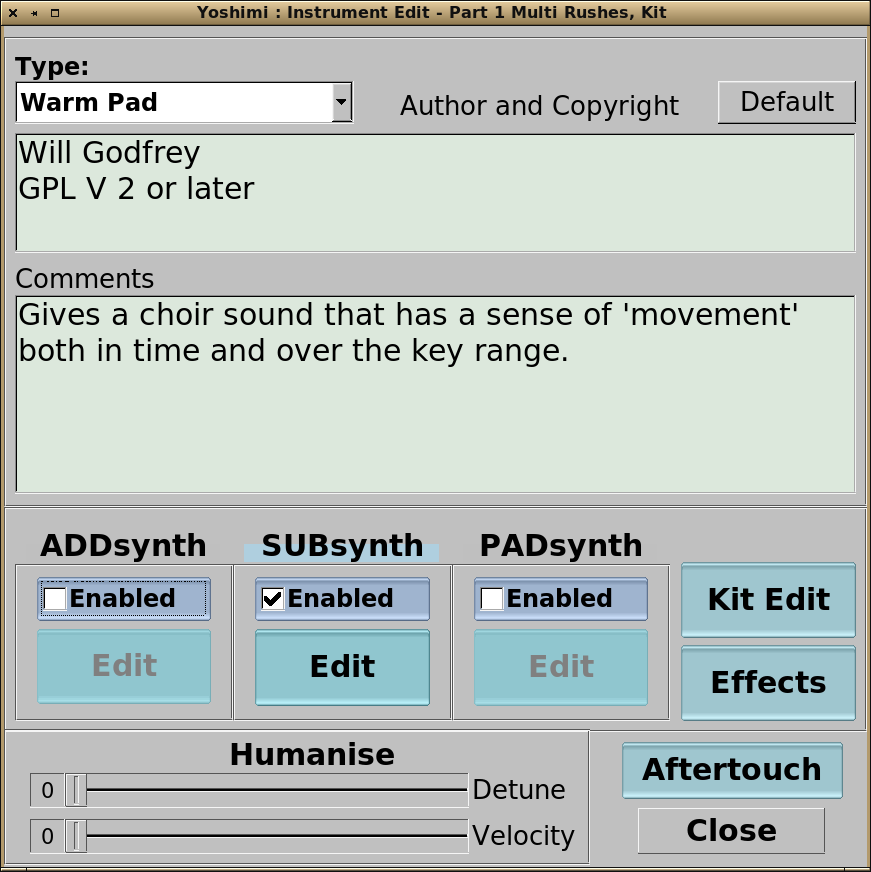 Yoshimi : Instrument Edit - Part 1 Multi Rushes, Kit
Type:
Warm Pad
Author and Copyright
Default
Will Godfrey
GPL V 2 or later
Comments
Gives a choir sound that has a sense of 'movement'
both in time and over the key range.
ADDsynth
SUBsynth
PADsynth
Enabled
Enabled
Enabled
Kit Edit
Edit
Edit
Edit
Effects
Humanise
0
Detune
Aftertouch
0
Velocity
Close